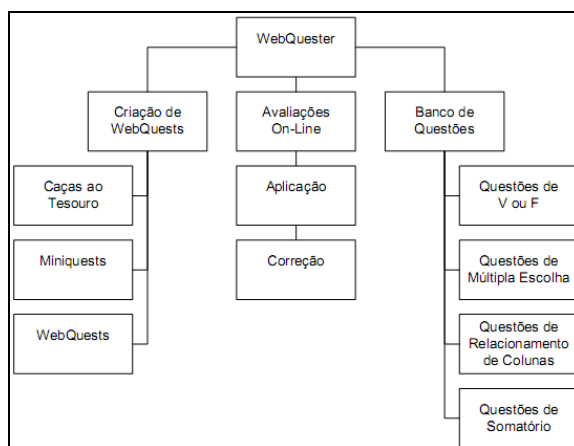 WebQuester
Criação de
WebQuests
Avaliações
On-Line
Banco de
Questões
Caças ao
Tesouro
Aplicação
Questões de
V ou F
Miniquests
Correção
Questões de
Múltipla Escolha
WebQuests
Questões de
Relacionamento
de Colunas
Questões de
Somatório